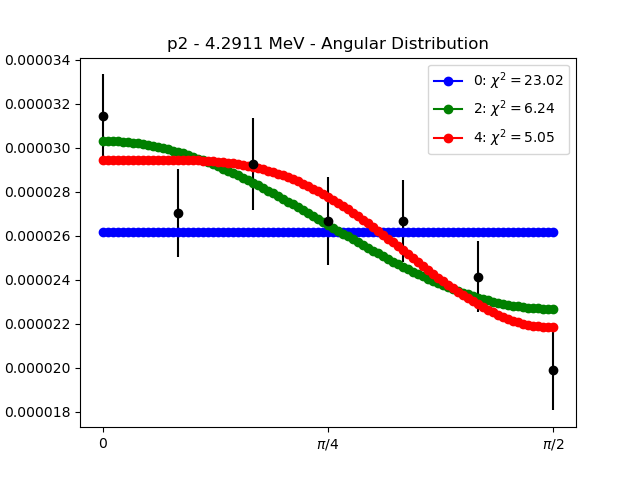 p2 - 4.2911 MeV - Angular Distribution
0.000034
0.000032
0.000030
0.000028
0.000026
0.000024
0.000022
0.000020
0.000018
0: χ² = 23.02
2: χ² = 6.24
4: χ² = 5.05
0
π/4
π/2